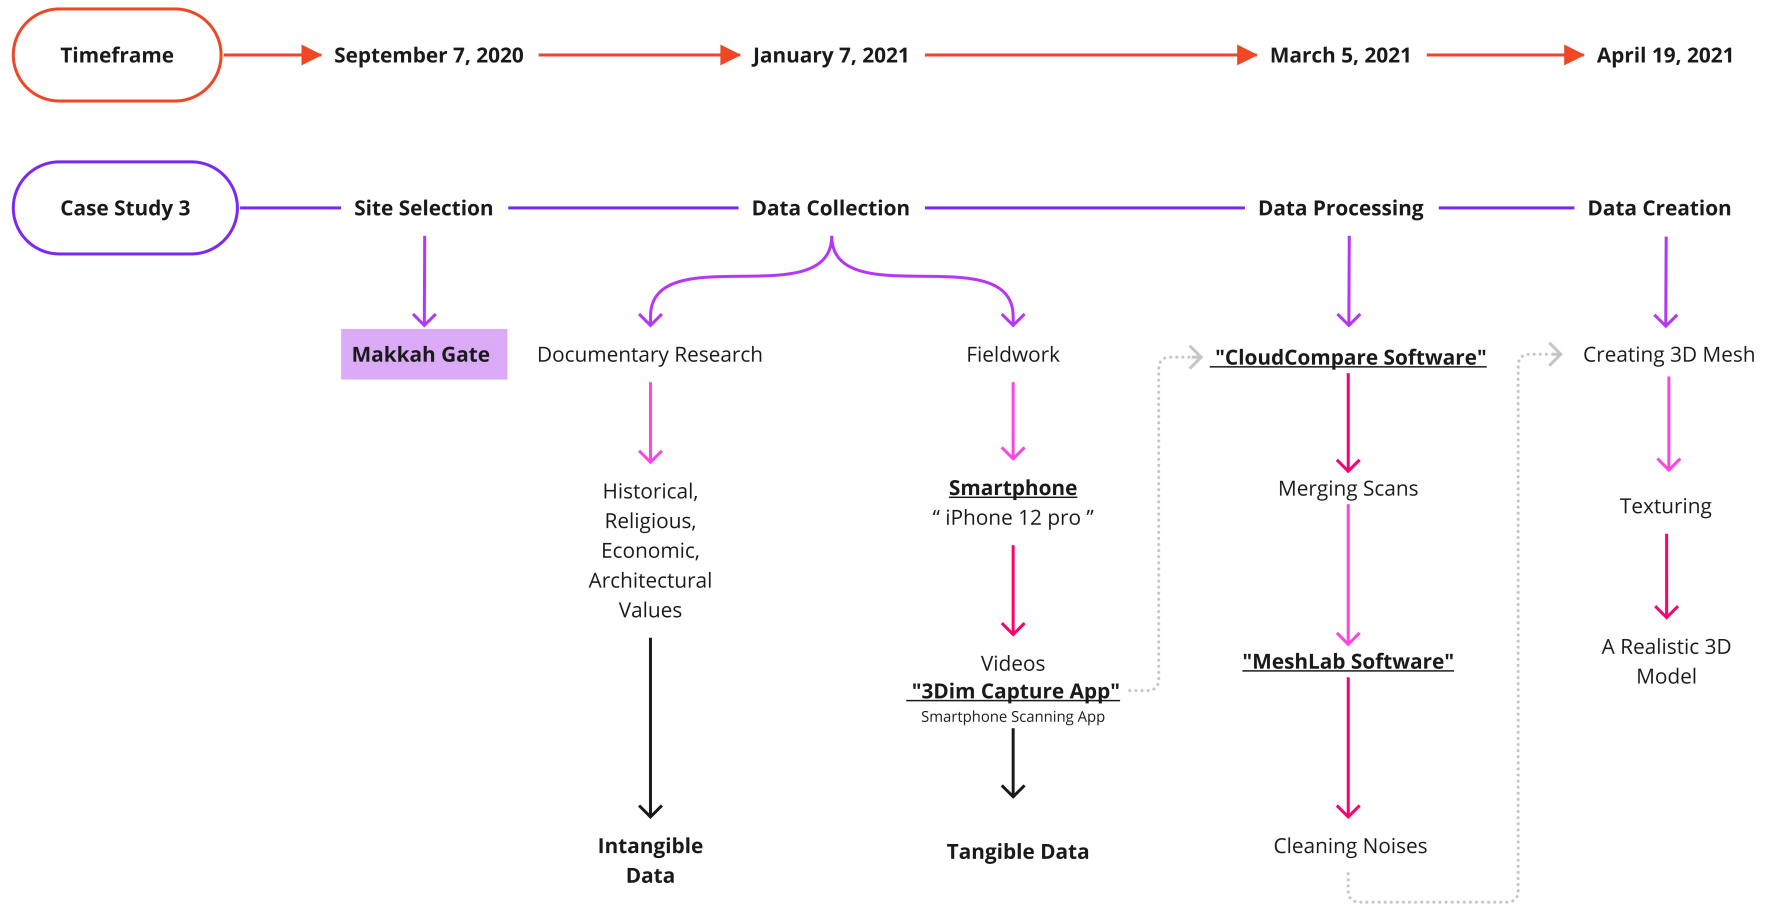 Timeframe
September 7, 2020
January 7, 2021
March 5, 2021
April 19, 2021
Case Study 3
Site Selection
Data Collection
Data Processing
Data Creation
Makkah Gate
Documentary Research
Historical,
Religious,
Economic,
Architectural
Values
Intangible
Data
Fieldwork
Smartphone
“ iPhone 12 pro ”
Videos
"3Dim Capture App"
Smartphone Scanning App
Tangible Data
"CloudCompare Software"
Merging Scans
"MeshLab Software"
Cleaning Noises
Creating 3D Mesh
Texturing
A Realistic 3D
Model